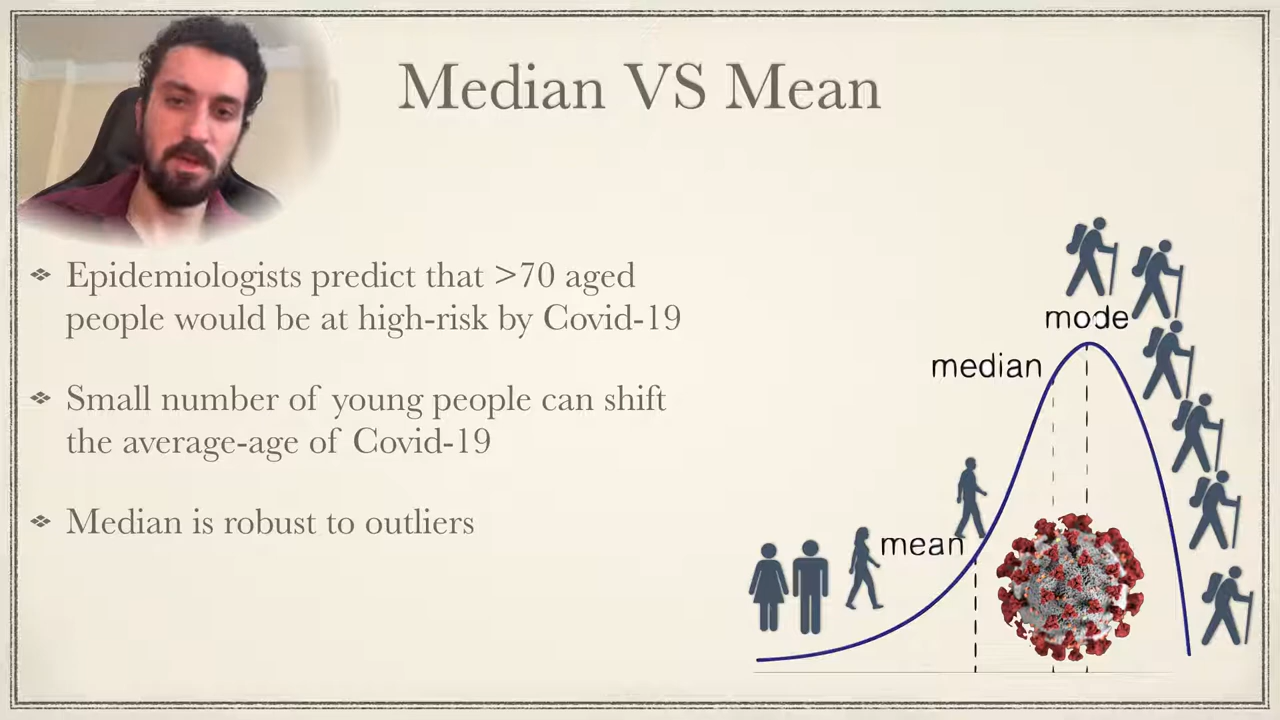 Median VS Mean
Epidemiologists predict that >70 aged
people would be at high-risk by Covid-19
Small number of young people can shift
the average-age of Covid-19
Median is robust to outliers
mode
median
mean